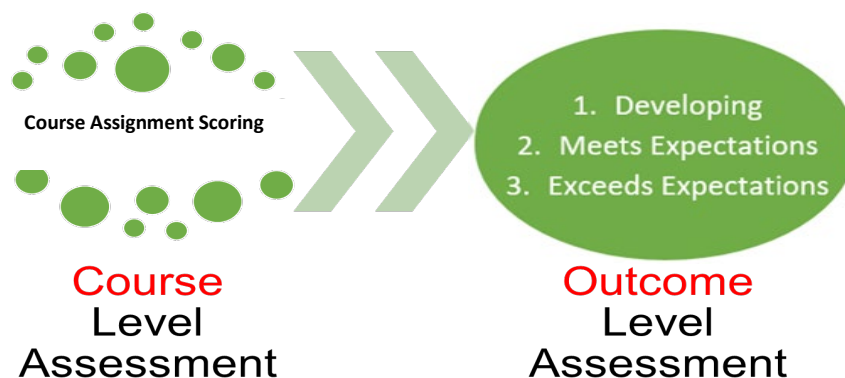 Course Assignment Scoring
1. Developing
2. Meets Expectations
3. Exceeds Expectations
Course
Level
Assessment
Outcome
Level
Assessment